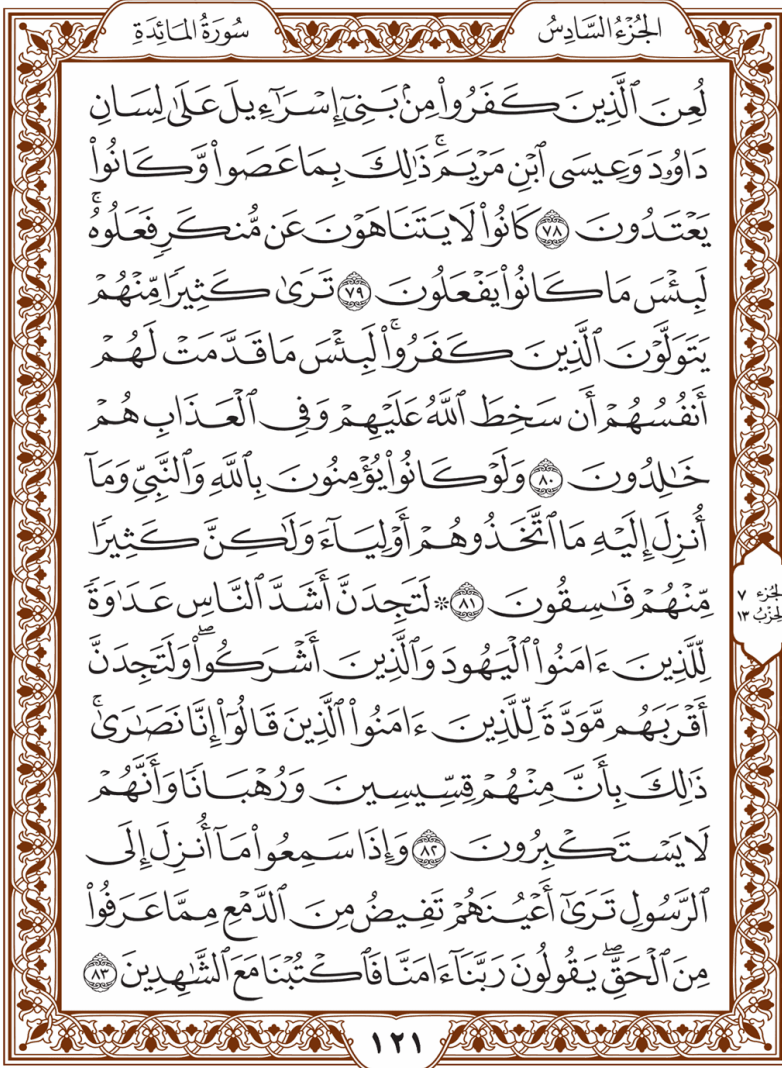 الجُزْءُ السَّادِسُ
سُورَةُ المَائِدَةِ
لُعِنَ ٱلَّذِينَ كَفَرُواْ مِنۢ بَنِيٓ إِسۡرَـٰٓءِيلَ عَلَىٰ لِسَانِ
دَاوُۥدَ وَعِيسَى ٱبۡنِ مَرۡيَمَۚ ذَٰلِكَ بِمَا عَصَواْ وَّكَانُواْ
يَعۡتَدُونَ ٧٨ كَانُواْ لَا يَتَنَاهَوۡنَ عَن مُّنكَرٖ فَعَلُوهُۚ
لَبِئۡسَ مَا كَانُواْ يَفۡعَلُونَ ٧٩ تَرَىٰ كَثِيرٗا مِّنۡهُمۡ
يَتَوَلَّوۡنَ ٱلَّذِينَ كَفَرُواْۚ لَبِئۡسَ مَا قَدَّمَتۡ لَهُمۡ
أَنفُسُهُمۡ أَن سَخِطَ ٱللَّهُ عَلَيۡهِمۡ وَفِي ٱلۡعَذَابِ هُمۡ
خَٰلِدُونَ ٨٠ وَلَوۡ كَانُواْ يُؤۡمِنُونَ بِٱللَّهِ وَٱلنَّبِيِّ وَمَآ
أُنزِلَ إِلَيۡهِ مَا ٱتَّخَذُوهُمۡ أَوۡلِيَآءَ وَلَٰكِنَّ كَثِيرٗا
مِّنۡهُمۡ فَٰسِقُونَ ٨١ ۞ لَتَجِدَنَّ أَشَدَّ ٱلنَّاسِ عَدَٰوَةٗ
لِّلَّذِينَ ءَامَنُواْ ٱلۡيَهُودَ وَٱلَّذِينَ أَشۡرَكُواْۖ وَلَتَجِدَنَّ
أَقۡرَبَهُم مَّوَدَّةٗ لِّلَّذِينَ ءَامَنُواْ ٱلَّذِينَ قَالُوٓاْ إِنَّا نَصَٰرَىٰۚ
ذَٰلِكَ بِأَنَّ مِنۡهُمۡ قِسِّيسِينَ وَرُهۡبَانٗا وَأَنَّهُمۡ
لَا يَسۡتَكۡبِرُونَ ٨٢ وَإِذَا سَمِعُواْ مَآ أُنزِلَ إِلَى
ٱلرَّسُولِ تَرَىٰٓ أَعۡيُنَهُمۡ تَفِيضُ مِنَ ٱلدَّمۡعِ مِمَّا عَرَفُواْ
مِنَ ٱلۡحَقِّۖ يَقُولُونَ رَبَّنَآ ءَامَنَّا فَٱكۡتُبۡنَا مَعَ ٱلشَّٰهِدِينَ ٨٣
الجُزء ٧
الحِزبُ ١٣
١٢١